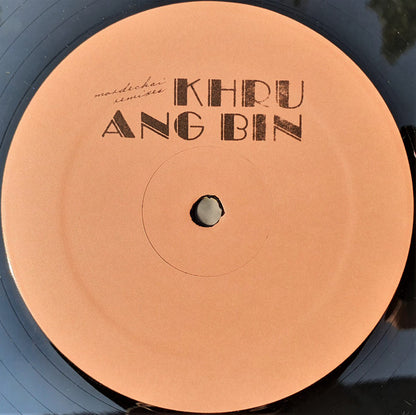 mordechai
remixes
KHRU
ANG BIN